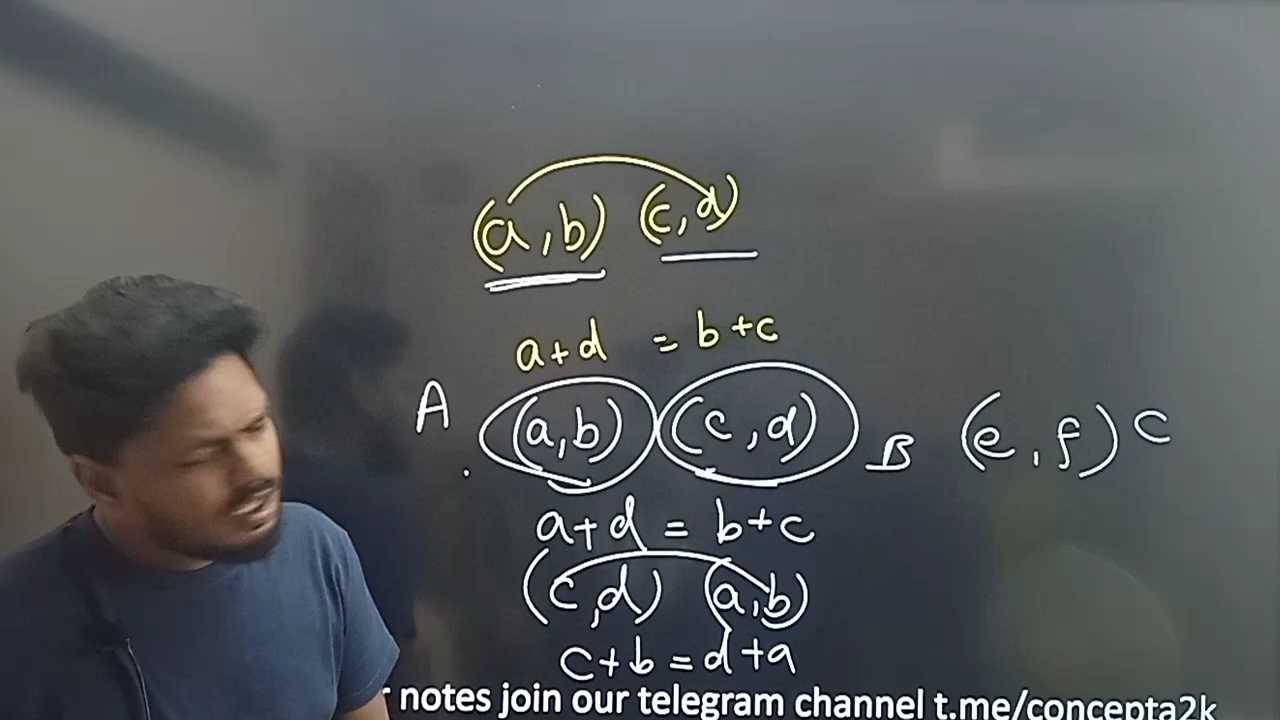 (a,b) (c,d)
a+d = b+c
A (a,b) (c,d) B (e,f) C
a+d = b+c
(c,d) (a,b)
c+b = d+a
r notes join our telegram channel t.me/concepta2k